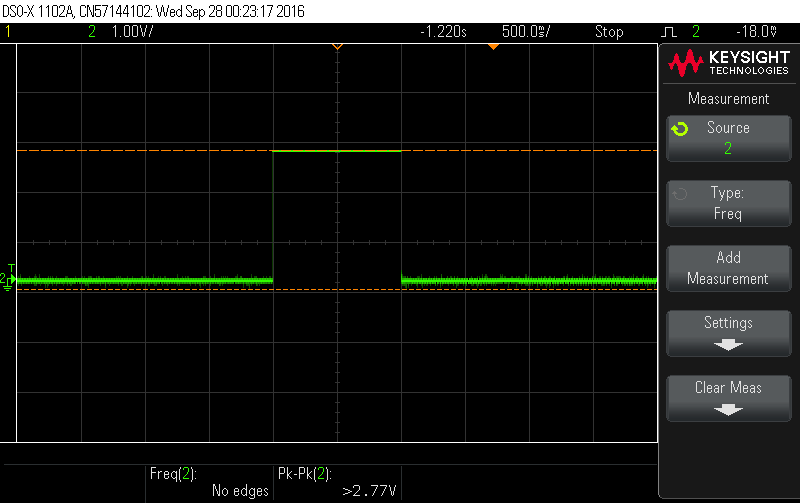 DSO-X 1102A, CN57144102: Wed Sep 28 00:23:17 2016
1 2 1.00V/ -1.220s 500.0ms/ Stop 2 -18.0V
KEYSIGHT
TECHNOLOGIES
Measurement
Source
2
Type:
Freq
Add
Measurement
Settings
Clear Meas
T
2
Freq(2):
No edges
Pk-Pk(2):
>2.77V